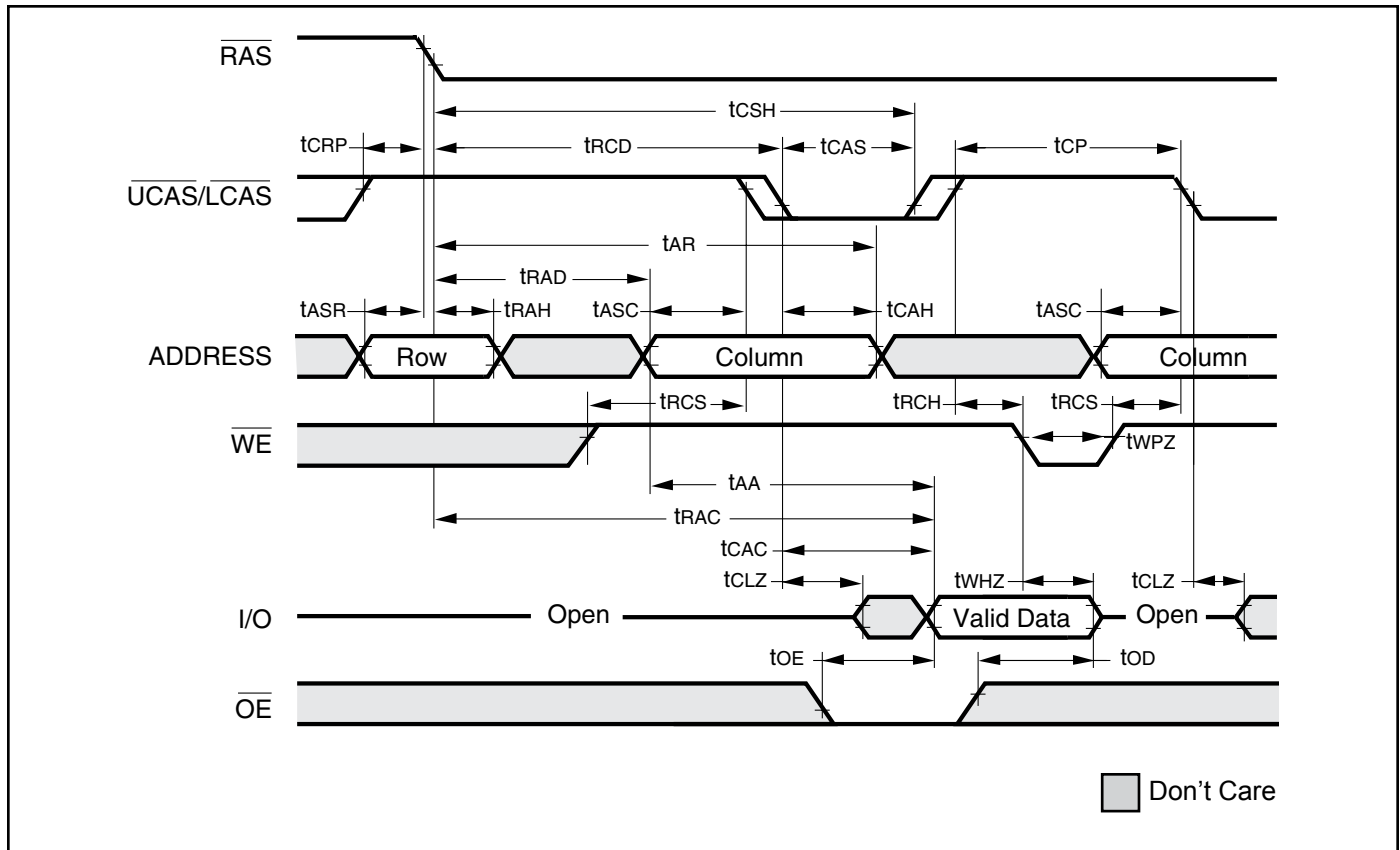 RAS
tCSH
tCRP
tRCD
tCAS
tCP
UCAS/LCAS
tAR
tRAD
tASR
tRAH
tASC
tCAH
tASC
ADDRESS
Row
Column
Column
tRCS
tRCH
tRCS
WE
tWPZ
tAA
tRAC
tCAC
tCLZ
tWHZ
tCLZ
I/O
Open
Valid Data
Open
tOE
tOD
OE
Don't Care